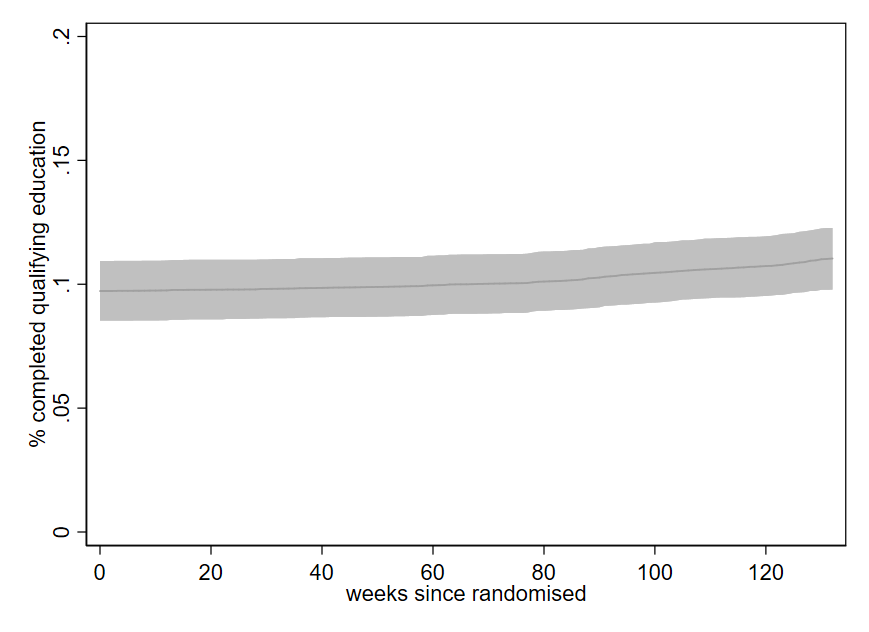 % completed qualifying education
.2
.15
.1
.05
0
0 20 40 60 80 100 120
weeks since randomised